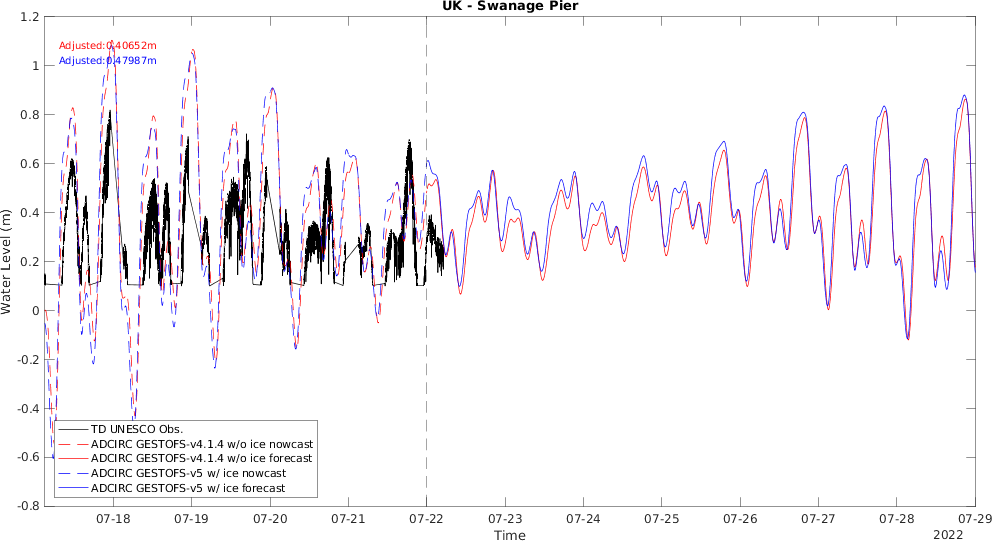 UK - Swanage Pier
1.2
1
0.8
0.6
0.4
0.2
0
-0.2
-0.4
-0.6
-0.8
Water Level (m)
Adjusted:0.40652m
Adjusted:0.47987m
TD UNESCO Obs.
ADCIRC GESTOFS-v4.1.4 w/o ice nowcast
ADCIRC GESTOFS-v4.1.4 w/o ice forecast
ADCIRC GESTOFS-v5 w/ ice nowcast
ADCIRC GESTOFS-v5 w/ ice forecast
07-18 07-19 07-20 07-21 07-22 07-23 07-24 07-25 07-26 07-27 07-28 07-29
Time
2022